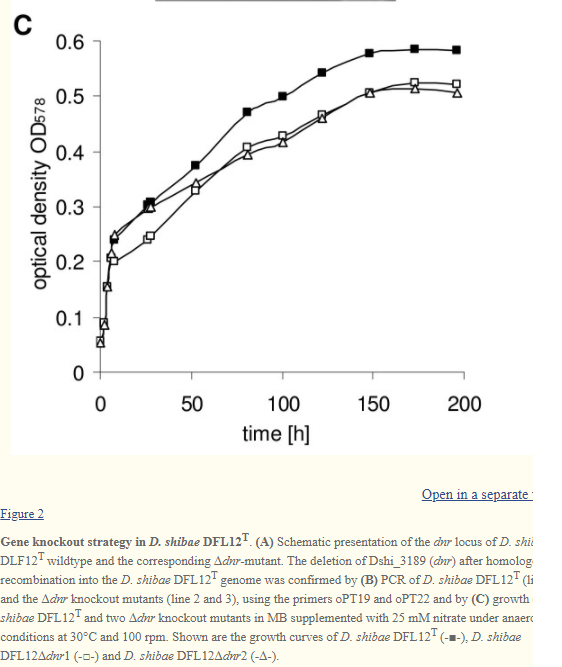 C
0.6
0.5
0.4
0.3
0.2
0.1
0
optical density OD578
0 50 100 150 200
time [h]
Open in a separate
Figure 2
Gene knockout strategy in D. shibae DFL12T. (A) Schematic presentation of the dnr locus of D. shi
DLF12T wildtype and the corresponding Δdnr-mutant. The deletion of Dshi_3189 (dnr) after homolog
recombination into the D. shibae DFL12T genome was confirmed by (B) PCR of D. shibae DFL12T (li
and the Δdnr knockout mutants (line 2 and 3), using the primers oPT19 and oPT22 and by (C) growth
shibae DFL12T and two Δdnr knockout mutants in MB supplemented with 25 mM nitrate under anaero
conditions at 30°C and 100 rpm. Shown are the growth curves of D. shibae DFL12T (-■-), D. shibae
DFL12Δdnr1 (-□-) and D. shibae DFL12Δdnr2 (-Δ-).